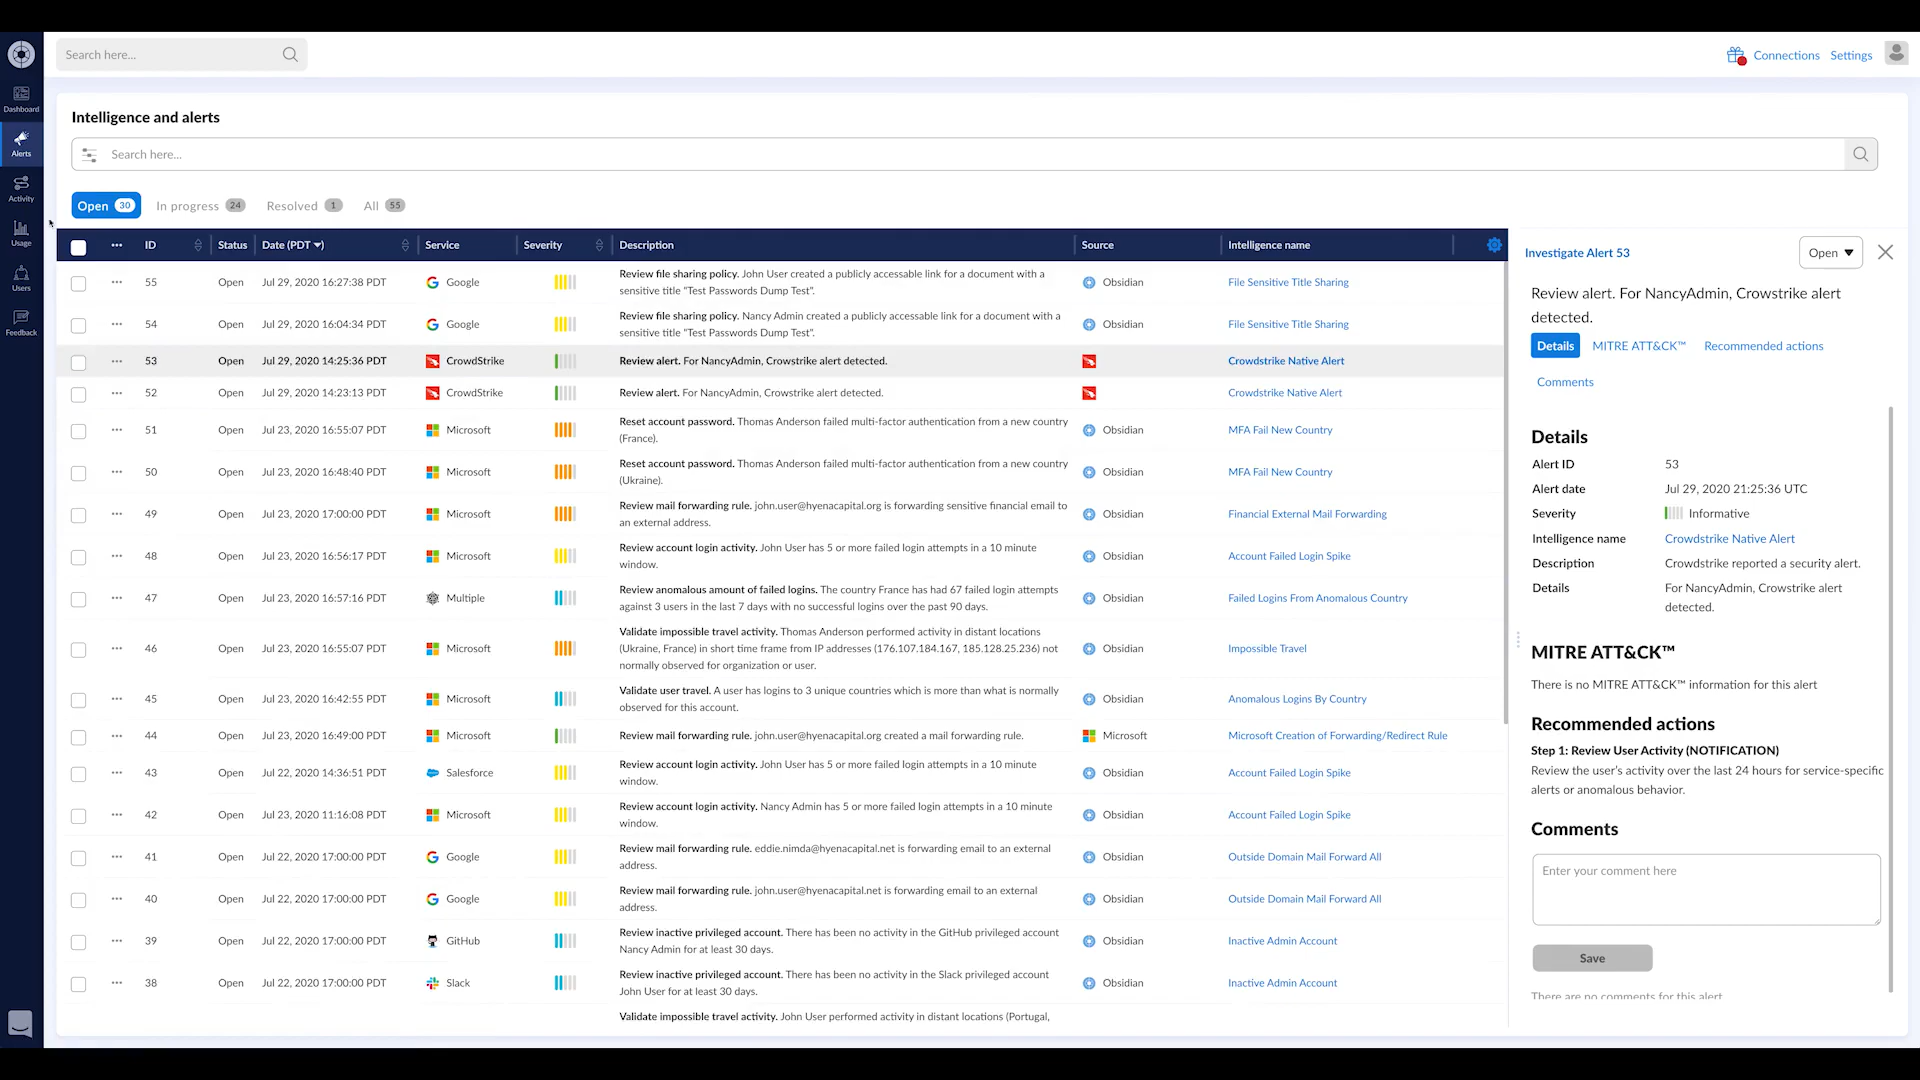 Search here...
Connections
Settings
Dashboard
Alerts
Activity
Usage
Users
Feedback
Intelligence and alerts
Search here...
Open 30
In progress 24
Resolved 1
All 55
ID Status Date (PDT) Service Severity Description Source Intelligence name
55 Open Jul 29, 2020 16:27:38 PDT Google Review file sharing policy. John User created a publicly accessable link for a document with a
sensitive title "Test Passwords Dump Test". Obsidian File Sensitive Title Sharing
54 Open Jul 29, 2020 16:04:34 PDT Google Review file sharing policy. Nancy Admin created a publicly accessable link for a document with a
sensitive title "Test Passwords Dump Test". Obsidian File Sensitive Title Sharing
53 Open Jul 29, 2020 14:25:36 PDT CrowdStrike Review alert. For NancyAdmin, Crowstrike alert detected. Crowdstrike Native Alert
52 Open Jul 29, 2020 14:23:13 PDT CrowdStrike Review alert. For NancyAdmin, Crowstrike alert detected. Crowdstrike Native Alert
51 Open Jul 23, 2020 16:55:07 PDT Microsoft Reset account password. Thomas Anderson failed multi-factor authentication from a new country
(France). Obsidian MFA Fail New Country
50 Open Jul 23, 2020 16:48:40 PDT Microsoft Reset account password. Thomas Anderson failed multi-factor authentication from a new country
(Ukraine). Obsidian MFA Fail New Country
49 Open Jul 23, 2020 17:00:00 PDT Microsoft Review mail forwarding rule. john.user@hyenacapital.org is forwarding sensitive financial email to
an external address. Obsidian Financial External Mail Forwarding
48 Open Jul 23, 2020 16:56:17 PDT Microsoft Review account login activity. John User has 5 or more failed login attempts in a 10 minute
window. Obsidian Account Failed Login Spike
47 Open Jul 23, 2020 16:57:16 PDT Multiple Review anomalous amount of failed logins. The country France has had 67 failed login attempts
against 3 users in the last 7 days with no successful logins over the past 90 days. Obsidian Failed Logins From Anomalous Country
46 Open Jul 23, 2020 16:55:07 PDT Microsoft Validate impossible travel activity. Thomas Anderson performed activity in distant locations
(Ukraine, France) in short time frame from IP addresses (176.107.184.167, 185.128.25.236) not
normally observed for organization or user. Obsidian Impossible Travel
45 Open Jul 23, 2020 16:42:55 PDT Microsoft Validate user travel. A user has logins to 3 unique countries which is more than what is normally
observed for this account. Obsidian Anomalous Logins By Country
44 Open Jul 23, 2020 16:49:00 PDT Microsoft Review mail forwarding rule. john.user@hyenacapital.org created a mail forwarding rule. Microsoft Microsoft Creation of Forwarding/Redirect Rule
43 Open Jul 22, 2020 14:36:51 PDT Salesforce Review account login activity. John User has 5 or more failed login attempts in a 10 minute
window. Obsidian Account Failed Login Spike
42 Open Jul 23, 2020 11:16:08 PDT Microsoft Review account login activity. Nancy Admin has 5 or more failed login attempts in a 10 minute
window. Obsidian Account Failed Login Spike
41 Open Jul 22, 2020 17:00:00 PDT Google Review mail forwarding rule. eddie.nimda@hyenacapital.net is forwarding email to an external
address. Obsidian Outside Domain Mail Forward All
40 Open Jul 22, 2020 17:00:00 PDT Google Review mail forwarding rule. john.user@hyenacapital.net is forwarding email to an external
address. Obsidian Outside Domain Mail Forward All
39 Open Jul 22, 2020 17:00:00 PDT GitHub Review inactive privileged account. There has been no activity in the GitHub privileged account
Nancy Admin for at least 30 days. Obsidian Inactive Admin Account
38 Open Jul 22, 2020 17:00:00 PDT Slack Review inactive privileged account. There has been no activity in the Slack privileged account
John User for at least 30 days. Obsidian Inactive Admin Account
Validate impossible travel activity. John User performed activity in distant locations (Portugal,
Investigate Alert 53
Open
Review alert. For NancyAdmin, Crowstrike alert
detected.
Details MITRE ATT&CK™ Recommended actions
Comments
Details
Alert ID 53
Alert date Jul 29, 2020 21:25:36 UTC
Severity Informative
Intelligence name Crowdstrike Native Alert
Description Crowdstrike reported a security alert.
Details For NancyAdmin, Crowstrike alert
detected.
MITRE ATT&CK™
There is no MITRE ATT&CK™ information for this alert
Recommended actions
Step 1: Review User Activity (NOTIFICATION)
Review the user's activity over the last 24 hours for service-specific
alerts or anomalous behavior.
Comments
Enter your comment here
Save
There are no comments for this alert